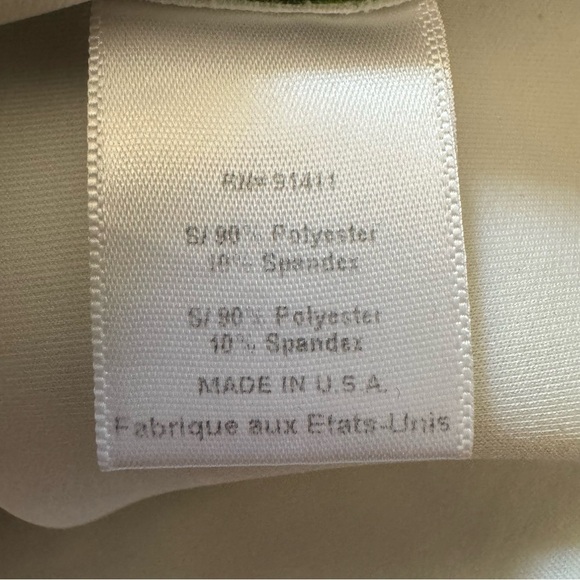 RN# 91411
S/ 90% Polyester
10% Spandex
S/ 90% Polyester
10% Spandex
MADE IN U.S.A.
Fabrique aux Etats-Unis